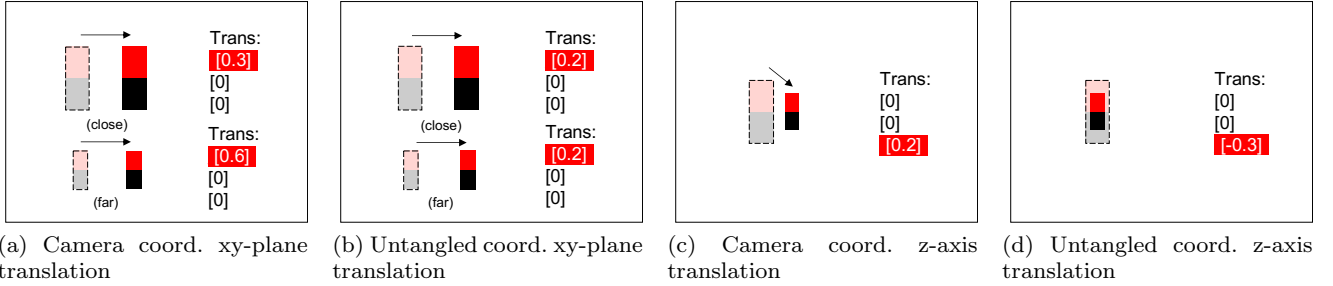 Trans:
[0.3]
[0]
[0]
(close)
Trans:
[0.6]
[0]
[0]
(far)
(a) Camera coord. xy-plane
translation
Trans:
[0.2]
[0]
[0]
(close)
Trans:
[0.2]
[0]
[0]
(far)
(b) Untangled coord. xy-plane
translation
Trans:
[0]
[0]
[0.2]
(c) Camera coord. z-axis
translation
Trans:
[0]
[0]
[-0.3]
(d) Untangled coord. z-axis
translation